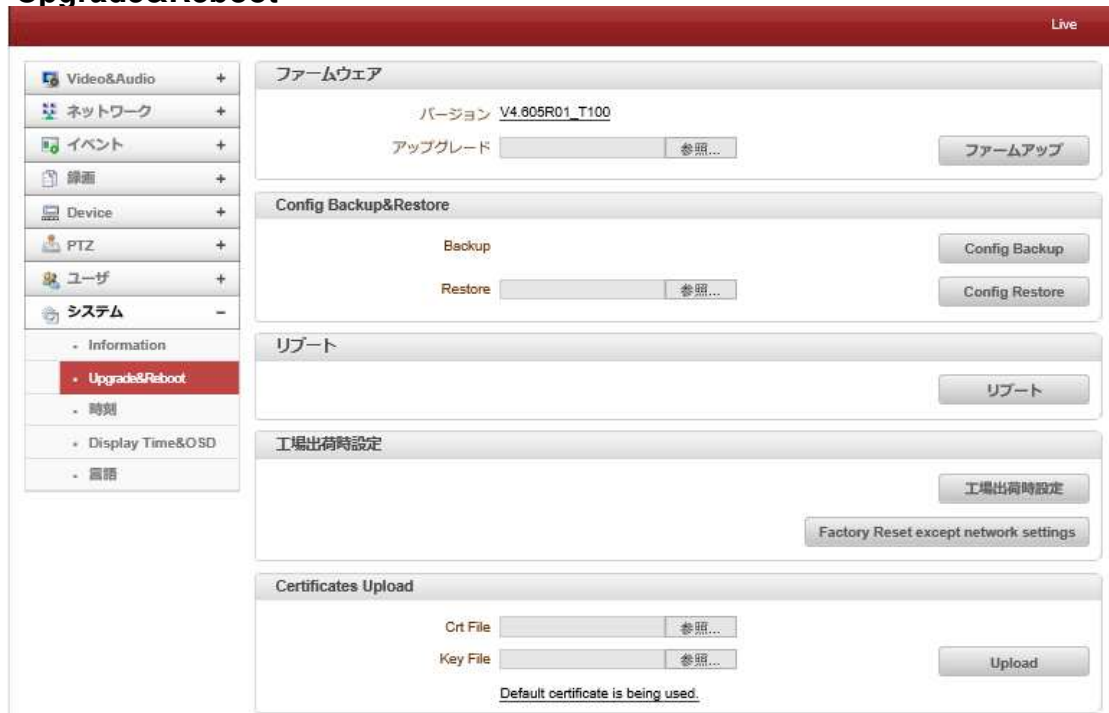 Upgrade&Reboot
Live
Video&Audio +
ネットワーク +
イベント +
録画 +
Device +
PTZ +
ユーザ +
システム -
- Information
- Upgrade&Reboot
- 時刻
- Display Time&OSD
- 言語
ファームウェア
バージョン V4.605R01_T100
アップグレード 参照... ファームアップ
Config Backup&Restore
Backup Config Backup
Restore 参照... Config Restore
リブート
リブート
工場出荷時設定
工場出荷時設定
Factory Reset except network settings
Certificates Upload
Crt File 参照...
Key File 参照... Upload
Default certificate is being used.